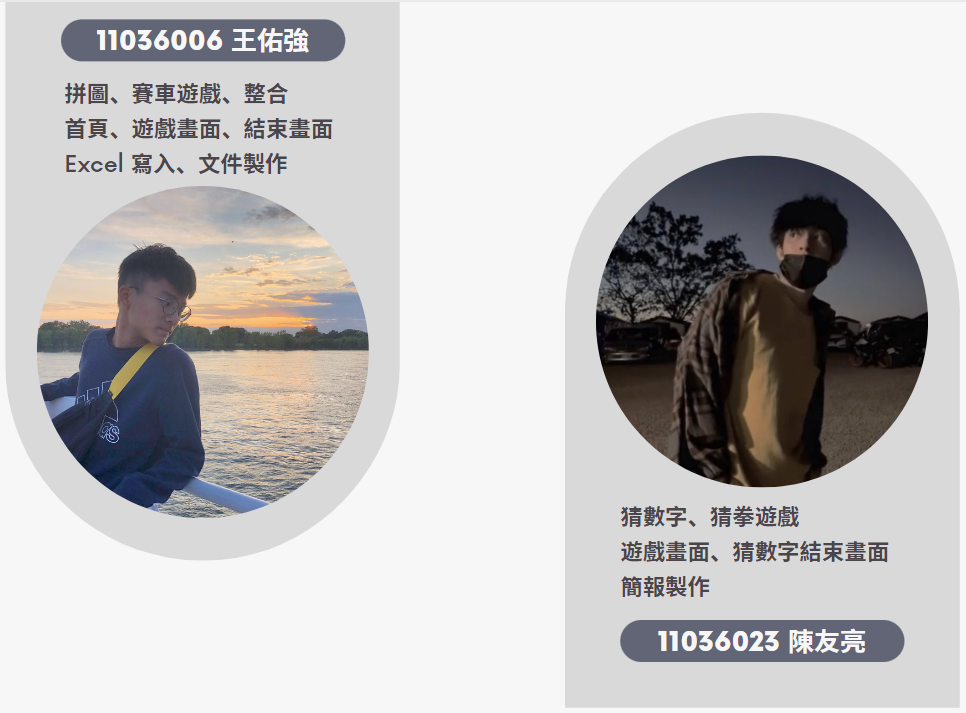 11036006 王佑強
拼圖、賽車遊戲、整合
首頁、遊戲畫面、結束畫面
Excel 寫入、文件製作
猜數字、猜拳遊戲
遊戲畫面、猜數字結束畫面
簡報製作
11036023 陳友亮